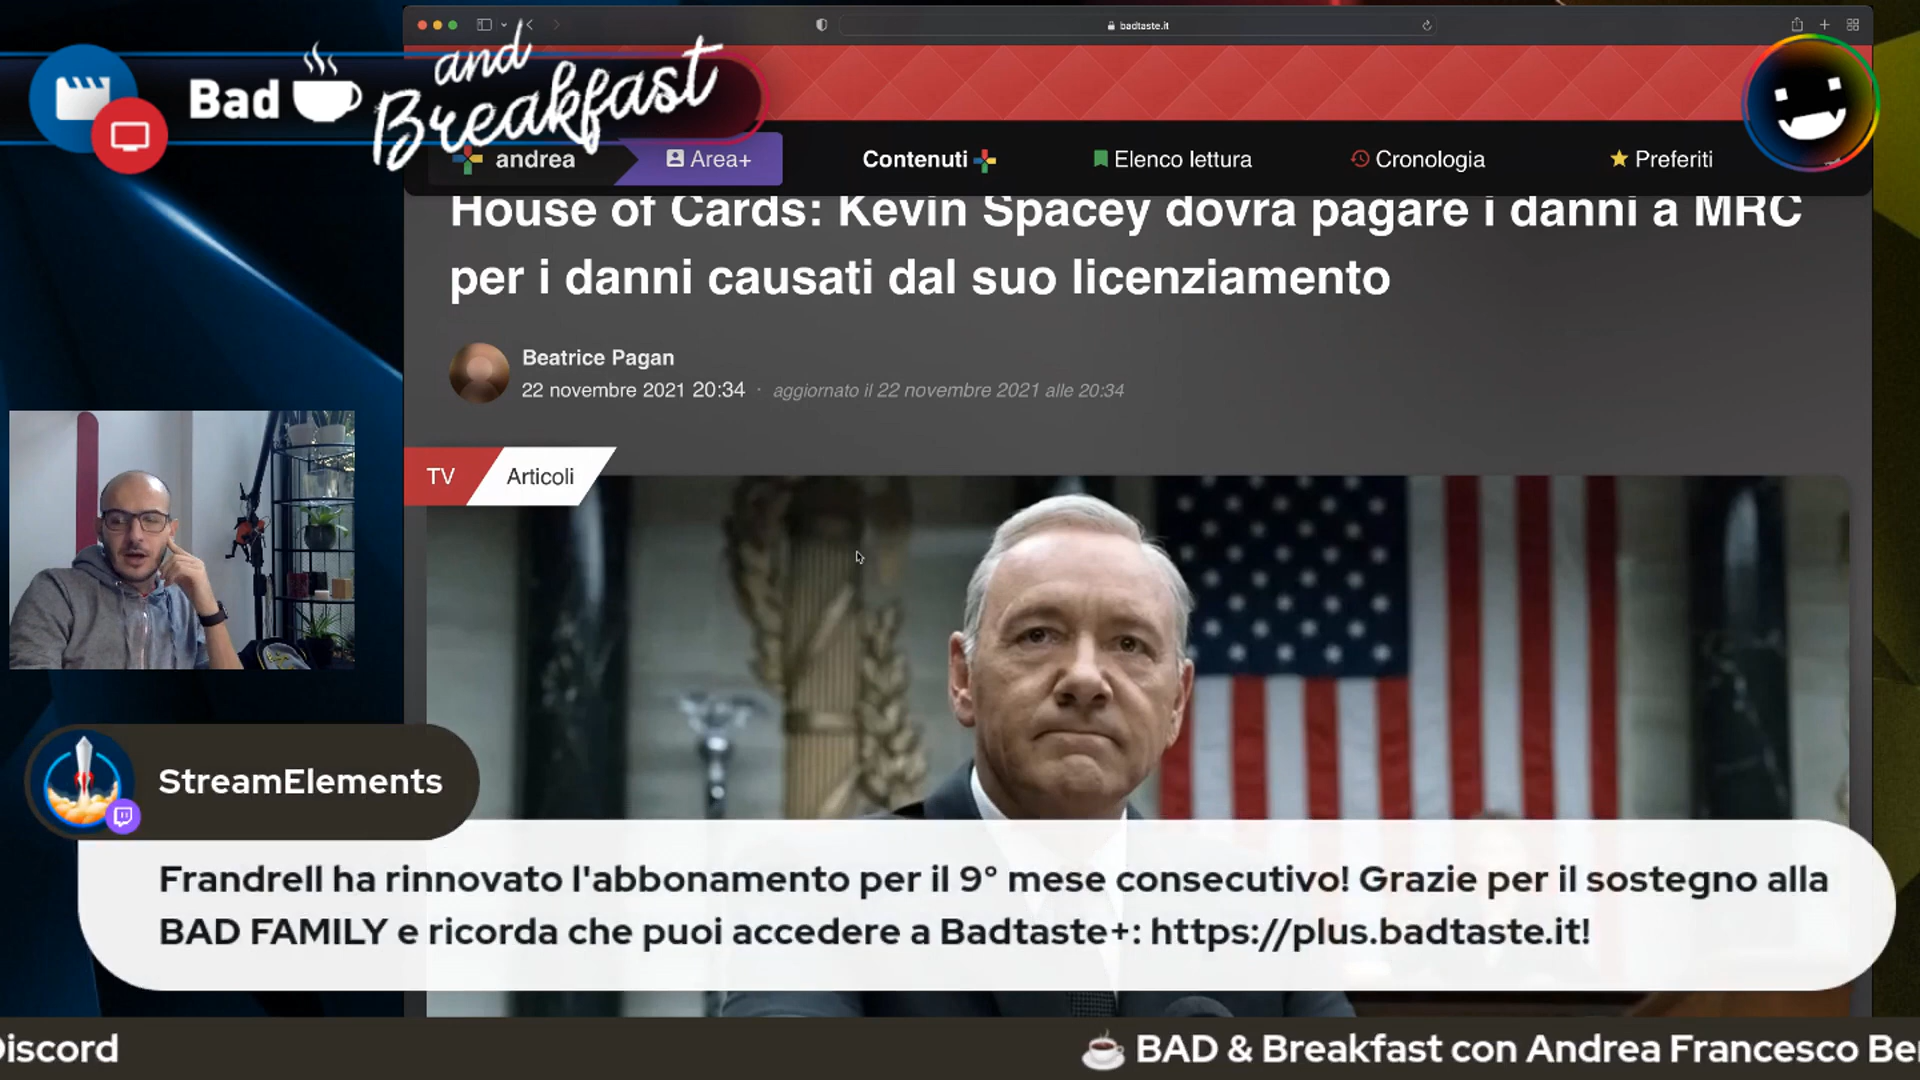 badtaste.it
Bad and Breakfast
andrea
Area+
Contenuti
Elenco lettura
Cronologia
Preferiti
House of Cards: Kevin Spacey dovrà pagare i danni a MRC
per i danni causati dal suo licenziamento
Beatrice Pagan
22 novembre 2021 20:34 · aggiornato il 22 novembre 2021 alle 20:34
TV
Articoli
StreamElements
Frandrell ha rinnovato l'abbonamento per il 9° mese consecutivo! Grazie per il sostegno alla
BAD FAMILY e ricorda che puoi accedere a Badtaste+: https://plus.badtaste.it!
Discord
BAD & Breakfast con Andrea Francesco Be